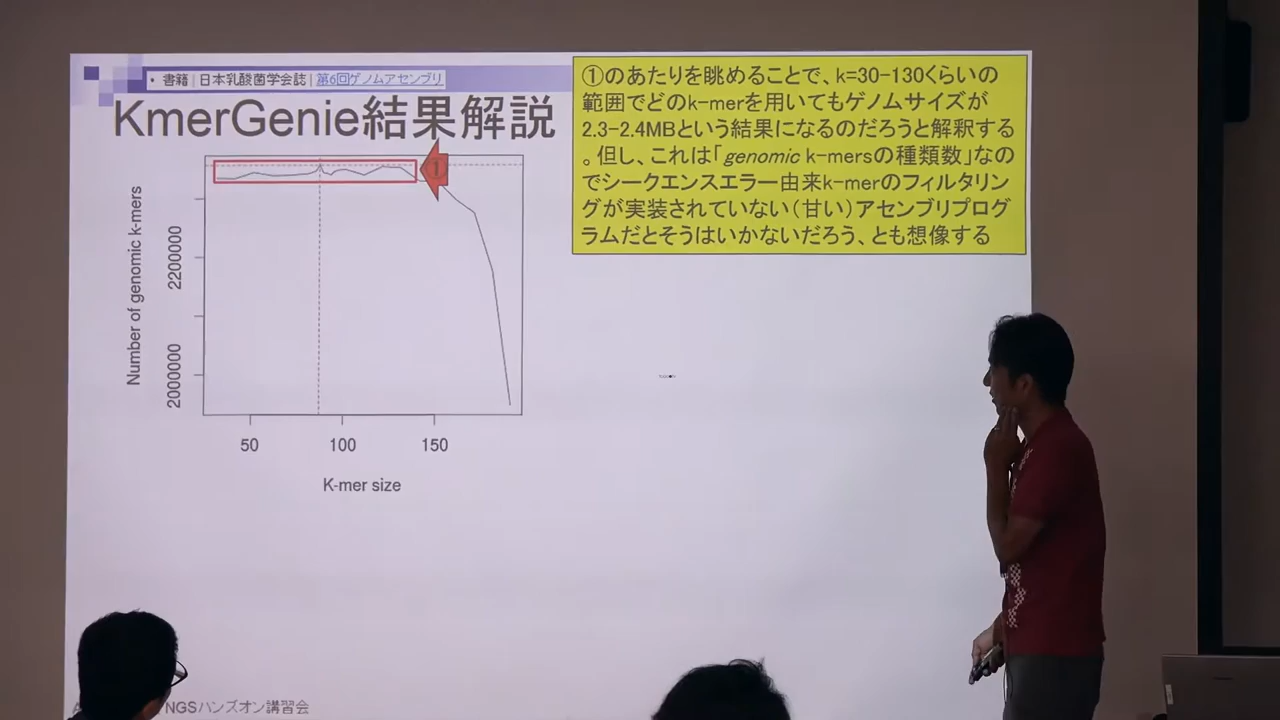 • 書籍 | 日本乳酸菌学会誌 | 第6回ゲノムアセンブリ
KmerGenie結果解説
①のあたりを眺めることで、k=30-130くらいの
範囲でどのk-merを用いてもゲノムサイズが
2.3-2.4MBという結果になるのだろうと解釈する
。但し、これは「genomic k-mersの種類数」なの
でシークエンスエラー由来k-merのフィルタリン
グが実装されていない（甘い）アセンブリプログ
ラムだとそうはいかないだろう、とも想像する
①
Number of genomic k-mers
2200000
2000000
50 100 150
K-mer size
NGSハンズオン講習会